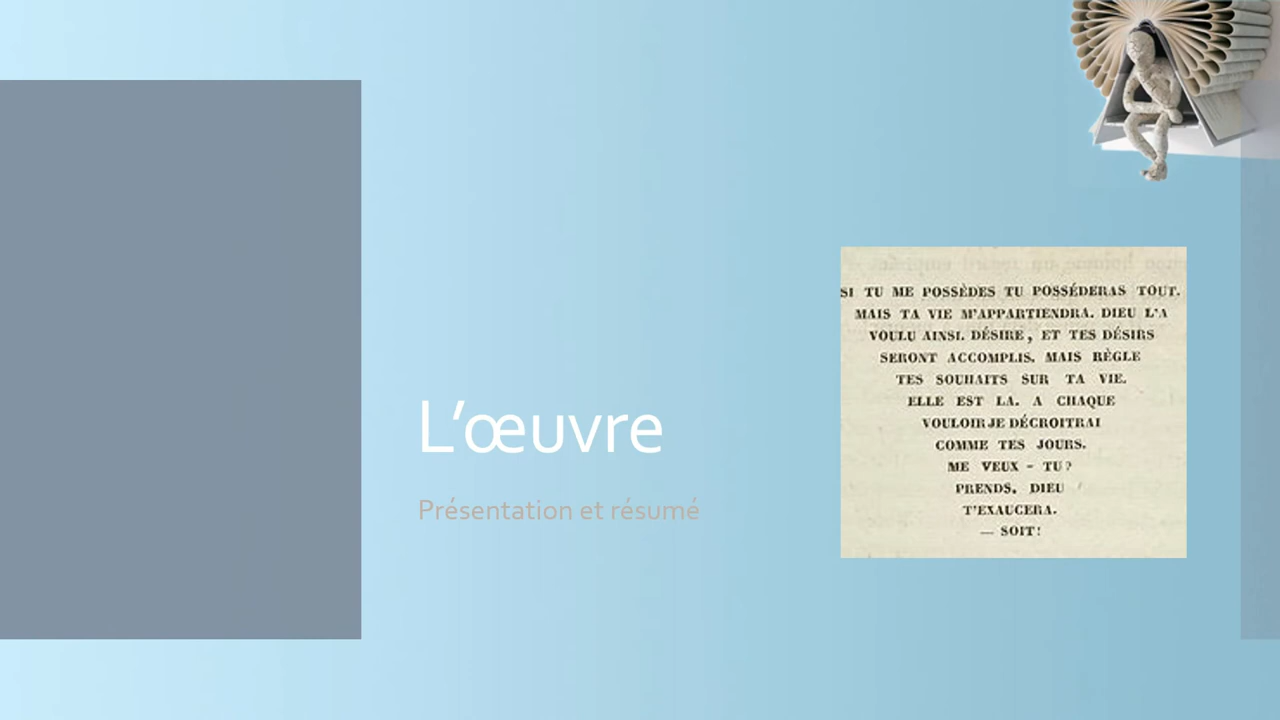 L'œuvre
Présentation et résumé
SI TU ME POSSÈDES TU POSSÉDERAS TOUT.
MAIS TA VIE M'APPARTIENDRA. DIEU L'A
VOULU AINSI. DÉSIRE, ET TES DÉSIRS
SERONT ACCOMPLIS. MAIS RÈGLE
TES SOUHAITS SUR TA VIE.
ELLE EST LA. A CHAQUE
VOULOIR JE DÉCROITRAI
COMME TES JOURS.
ME VEUX - TU?
PRENDS. DIEU
T'EXAUCERA.
— SOIT!